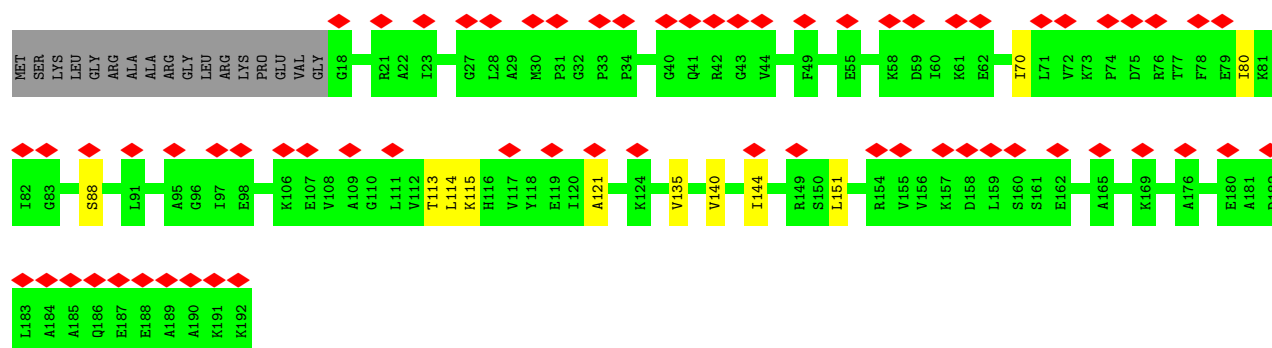 MET SER LYS LEU GLY ARG ALA ALA ARG GLY LEU ARG LYS PRO GLU VAL GLY G18 R21 A22 I23 G27 L28 A29 M30 P31 G32 P33 P34 G40 Q41 R42 G43 V44 F49 E55 K58 D59 I60 K61 E62 I70 L71 V72 K73 P74 D75 R76 T77 F78 E79 I80 K81
I82 G83 S88 L91 A95 G96 I97 E98 K106 E107 V108 A109 G110 L111 V112 T113 L114 K115 H116 V117 Y118 E119 I120 A121 K124 V135 V140 I144 R149 S150 L151 R154 V155 V156 K157 D158 L159 S160 S161 E162 A165 K169 A176 E180 A181
L183 A184 A185 Q186 E187 E188 A189 A190 K191 K192